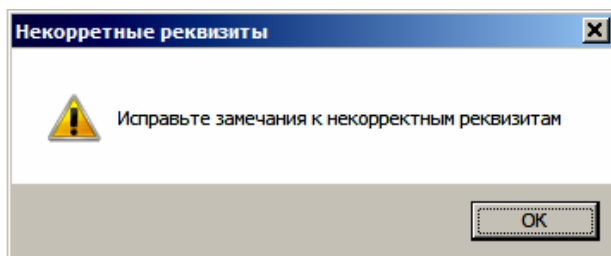 Некорретные реквизиты
Исправьте замечания к некорректным реквизитам
OK